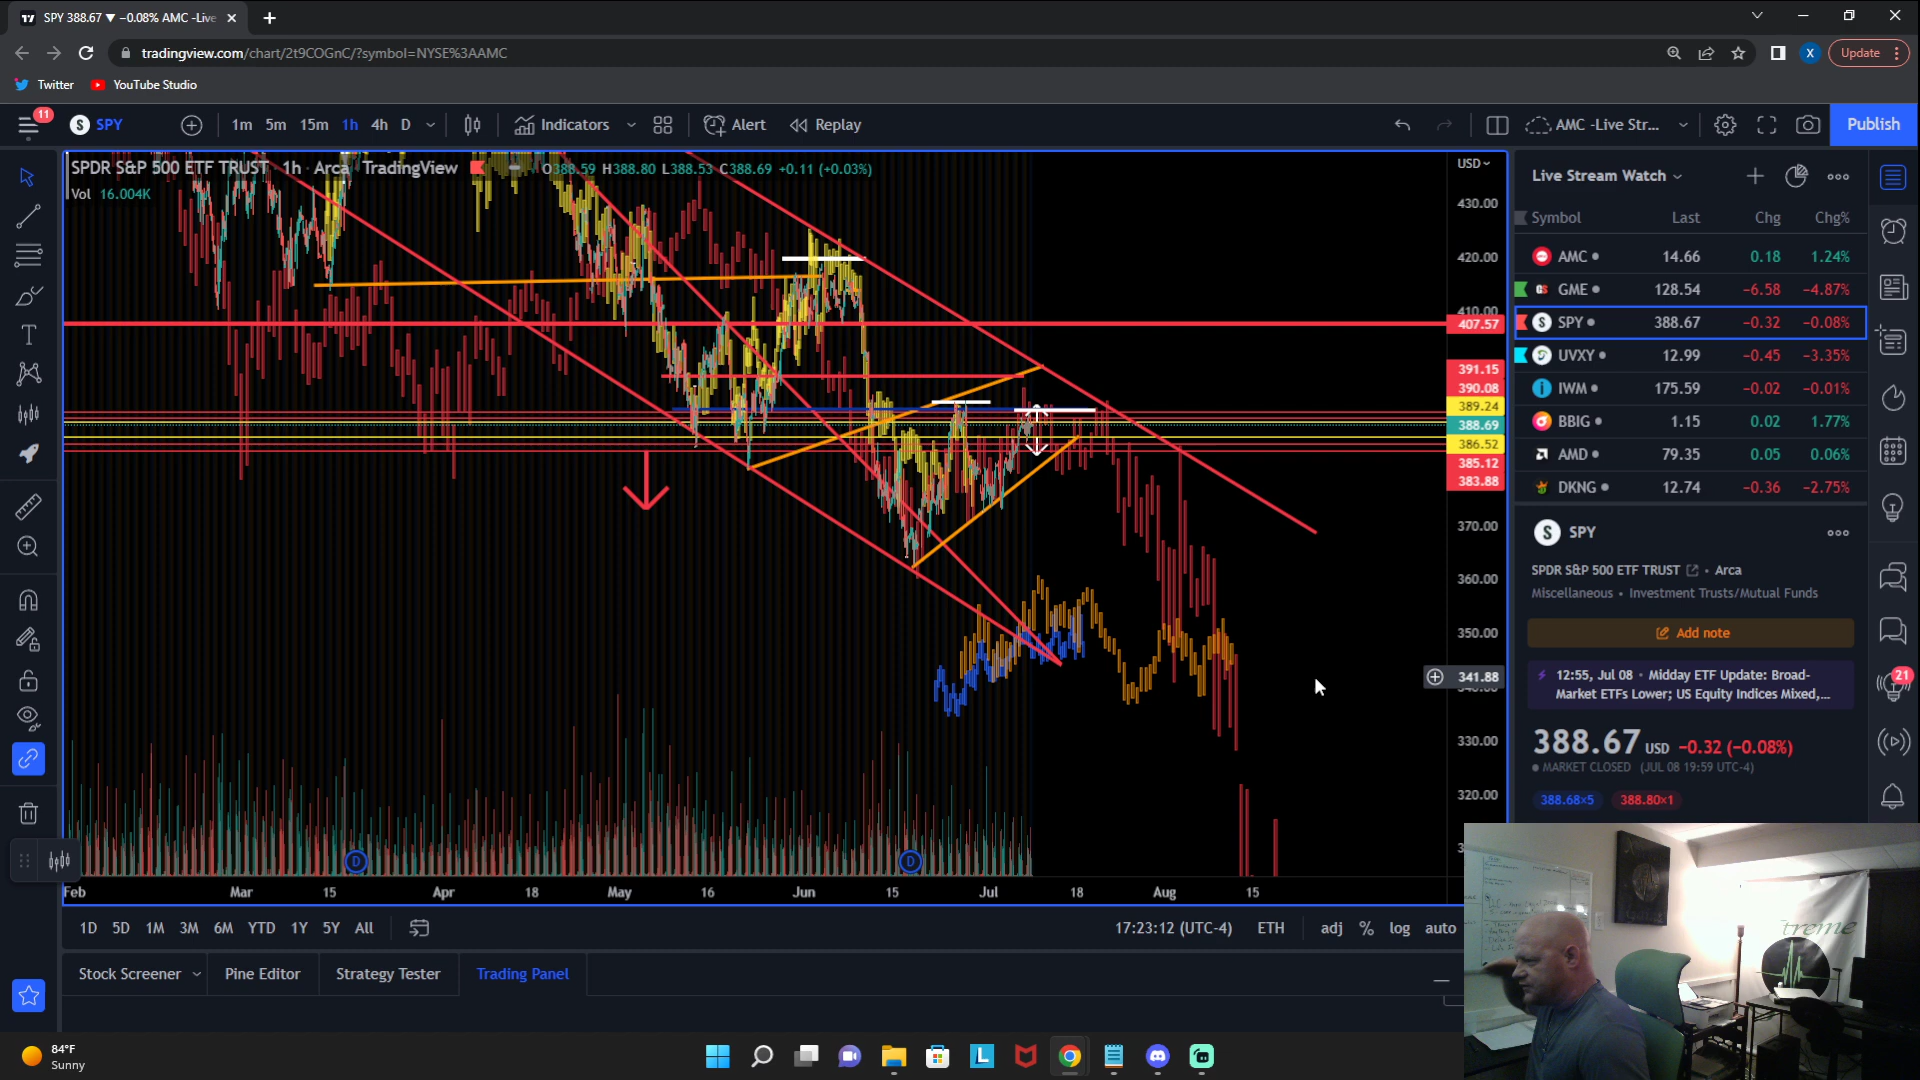 SPY 388.67 ▼ −0.08% AMC -Live
tradingview.com/chart/2t9COGnC/?symbol=NYSE%3AAMC
X
Update
Twitter
YouTube Studio
11
S SPY
1m 5m 15m 1h 4h D
Indicators
Alert
Replay
AMC -Live Str...
Publish
SPDR S&P 500 ETF TRUST · 1h · Arca · TradingView
O388.59 H388.80 L388.53 C388.69 +0.11 (+0.03%)
Vol 16.004K
USD
430.00
420.00
410.00
407.57
391.15
390.08
389.24
388.69
386.52
385.12
383.88
370.00
360.00
350.00
341.88
330.00
320.00
D
D
Feb Mar 15 Apr 18 May 16 Jun 15 Jul 18 Aug 15
1D 5D 1M 3M 6M YTD 1Y 5Y All
17:23:12 (UTC-4) ETH adj % log auto
Stock Screener Pine Editor Strategy Tester Trading Panel
Live Stream Watch
Symbol Last Chg Chg%
AMC 14.66 0.18 1.24%
GME 128.54 −6.58 −4.87%
SPY 388.67 −0.32 −0.08%
UVXY 12.99 −0.45 −3.35%
IWM 175.59 −0.02 −0.01%
BBIG 1.15 0.02 1.77%
AMD 79.35 0.05 0.06%
DKNG 12.74 −0.36 −2.75%
S SPY
SPDR S&P 500 ETF TRUST • Arca
Miscellaneous • Investment Trusts/Mutual Funds
Add note
12:55, Jul 08 • Midday ETF Update: Broad-
Market ETFs Lower; US Equity Indices Mixed,...
388.67 USD −0.32 (−0.08%)
MARKET CLOSED (JUL 08 19:59 UTC-4)
388.68×5 388.80×1
21
treme
84°F
Sunny